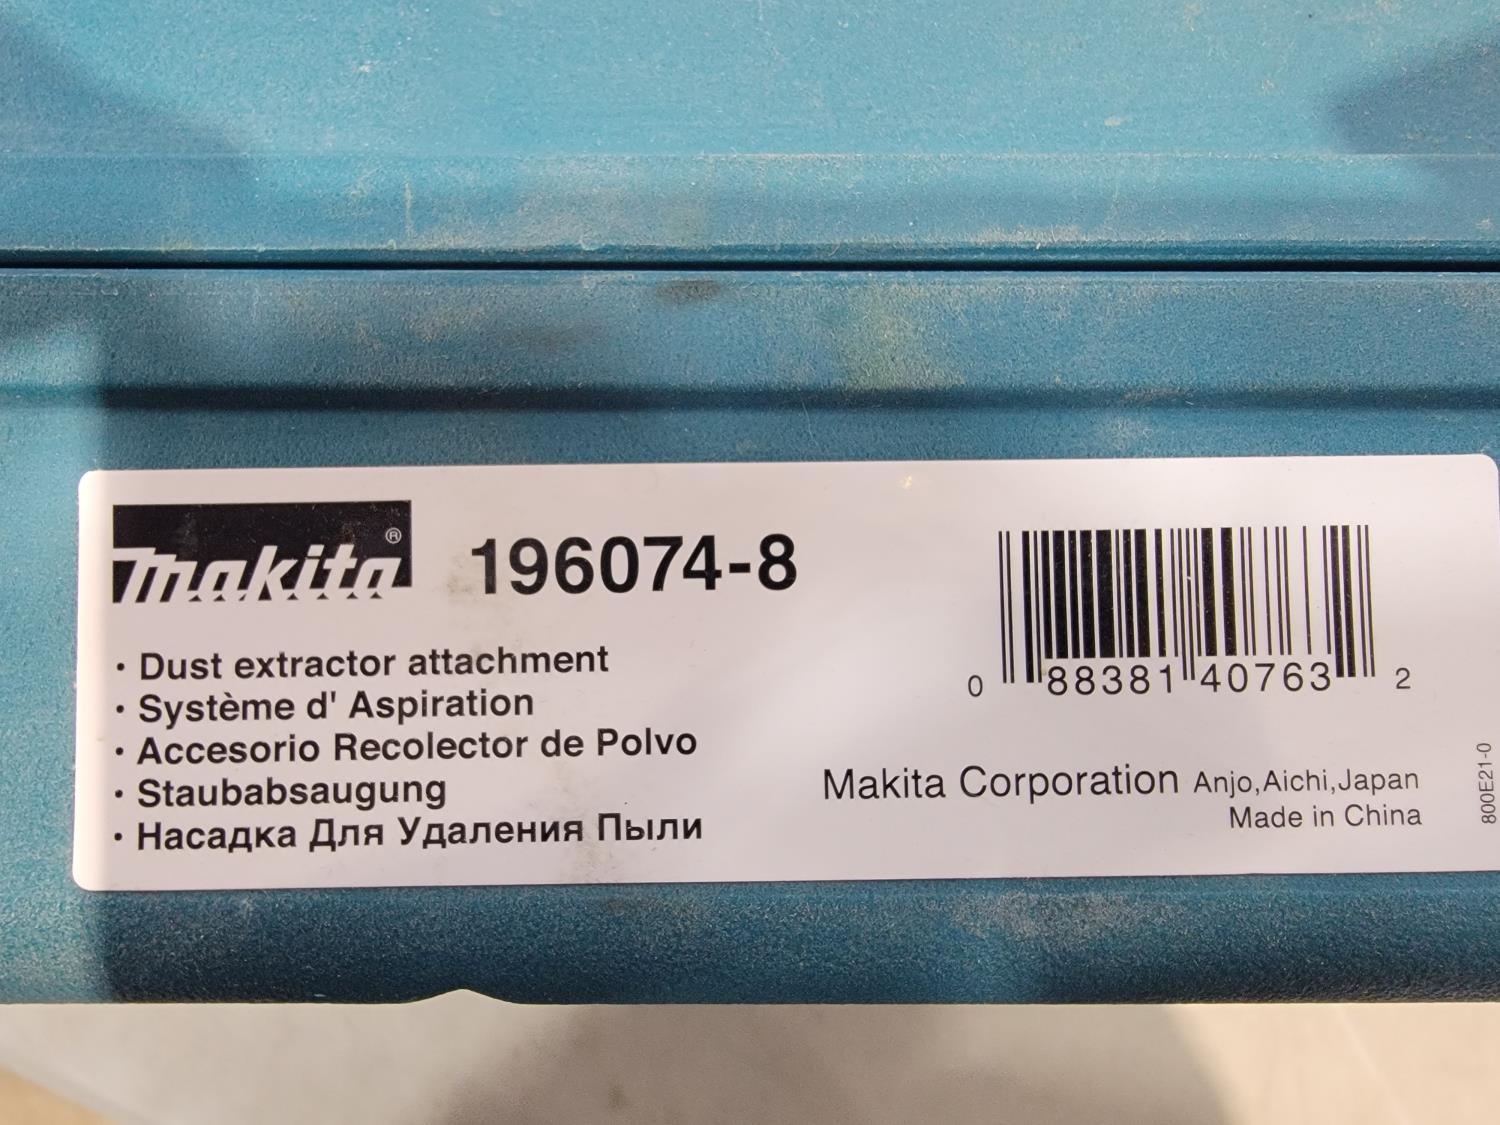 makita®
196074-8
· Dust extractor attachment
· Système d' Aspiration
· Accesorio Recolector de Polvo
· Staubabsaugung
· Насадка Для Удаления Пыли
0 88381 40763 2
Makita Corporation Anjo,Aichi,Japan
Made in China
800E21-0